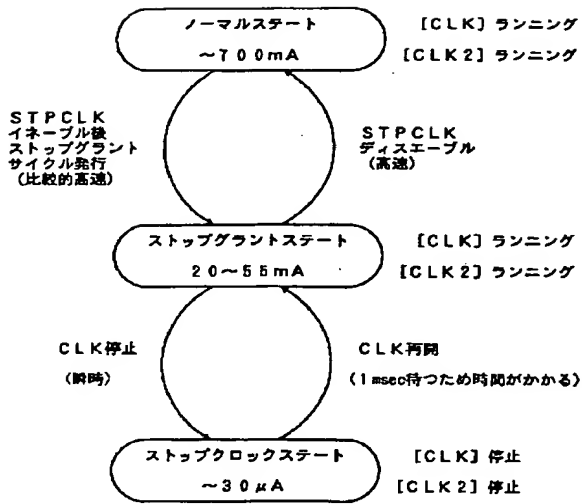 ノーマルステート
～700mA
[CLK] ランニング
[CLK2] ランニング
STPCLK
イネーブル後
ストップグラント
サイクル発行
(比較的高速)
STPCLK
ディスエーブル
(高速)
ストップグラントステート
20～55mA
[CLK] ランニング
[CLK2] ランニング
CLK停止
(瞬時)
CLK再開
(1msec待つため時間がかかる)
ストップクロックステート
～30μA
[CLK] 停止
[CLK2] 停止